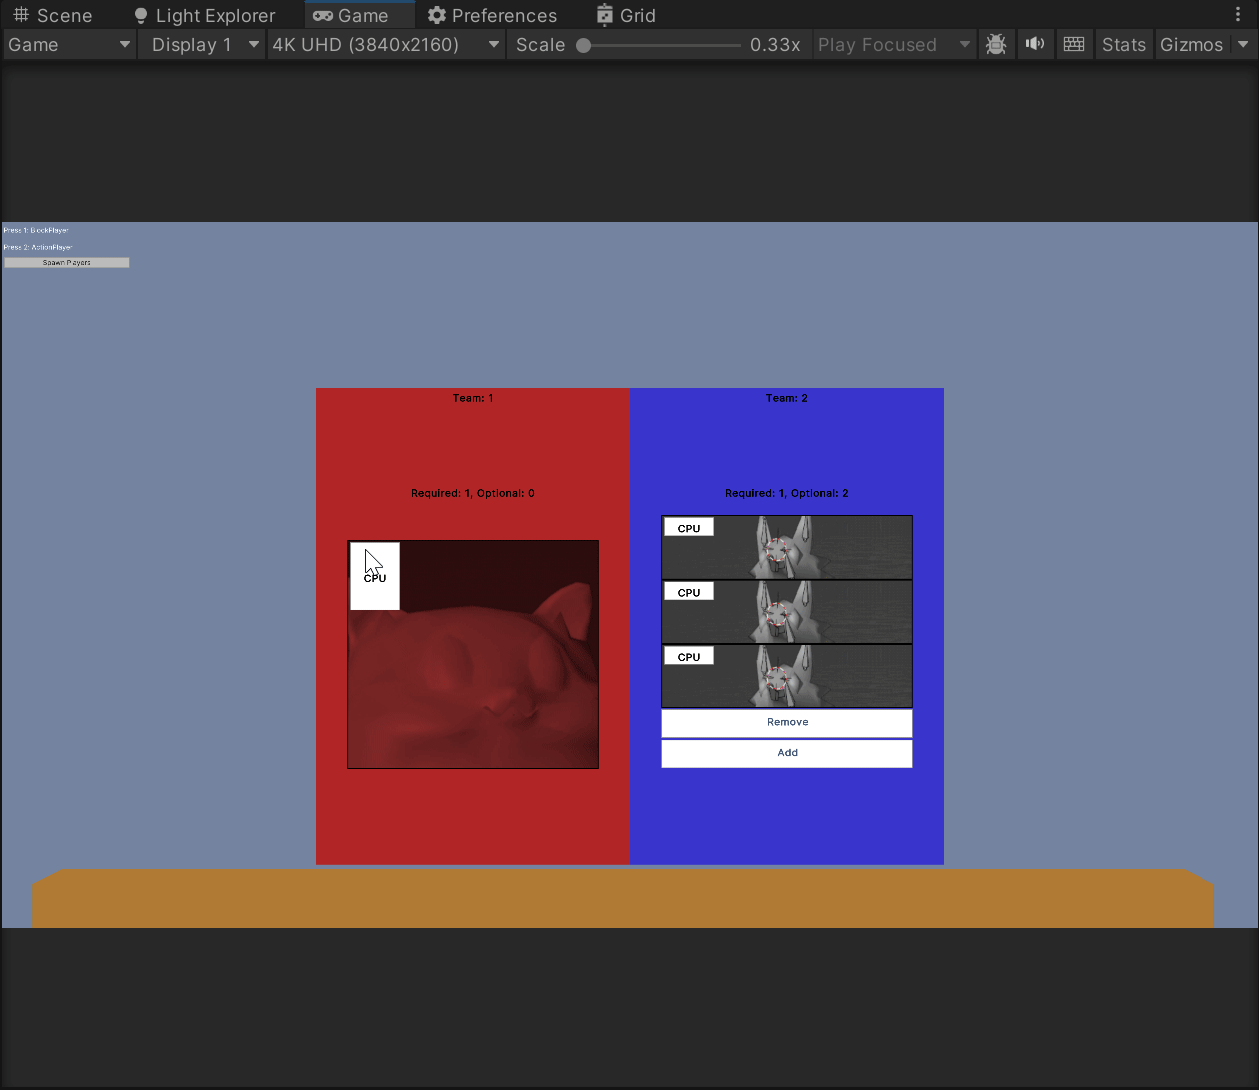 Scene Light Explorer Game Preferences Grid
Game Display 1 4K UHD (3840x2160) Scale 0.33x Play Focused Stats Gizmos
Press 1: BlockPlayer
Press 2: ActionPlayer
Spawn Players
Team: 1
Team: 2
Required: 1, Optional: 0
Required: 1, Optional: 2
CPU
CPU
CPU
CPU
Remove
Add